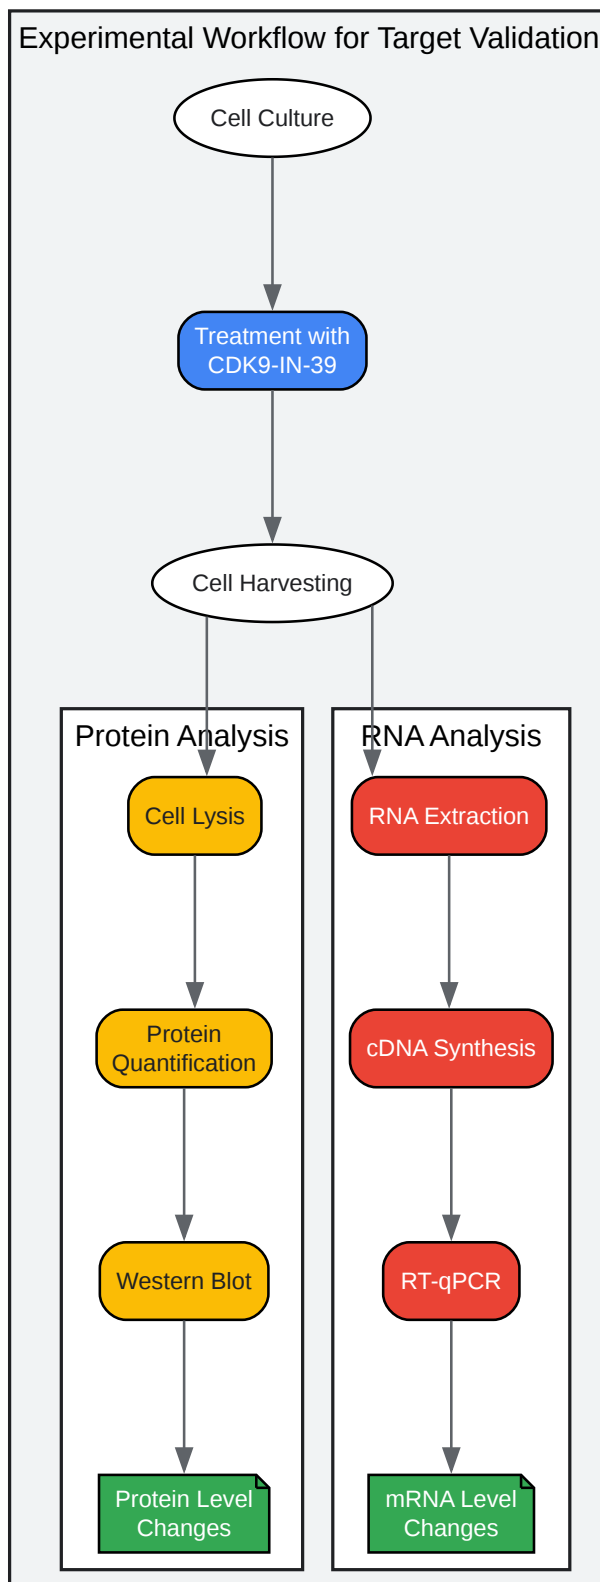 Experimental Workflow for Target Validation
Cell Culture
Treatment with
CDK9-IN-39
Cell Harvesting
Protein Analysis
Cell Lysis
Protein
Quantification
Western Blot
Protein Level
Changes
RNA Analysis
RNA Extraction
cDNA Synthesis
RT-qPCR
mRNA Level
Changes